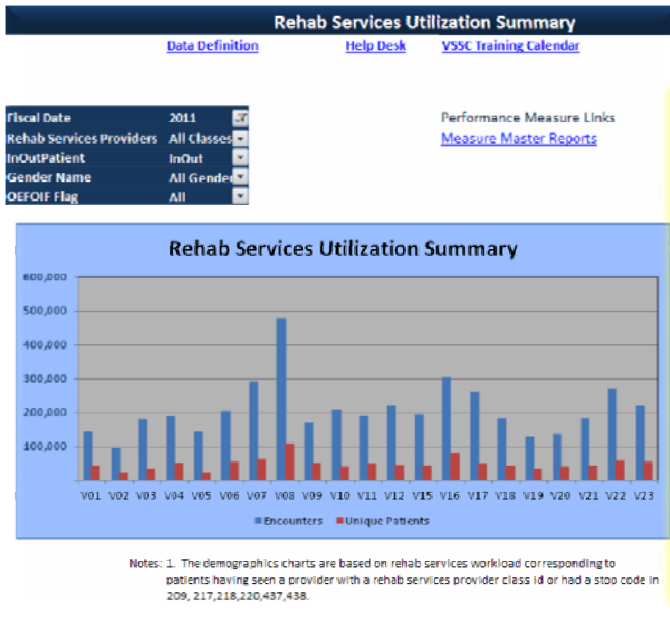 Rehab Services Utilization Summary
Data Definition Help Desk VSSC Training Calendar
Fiscal Date 2011
Rehab Services Providers All Classes
InOutPatient InOut
Gender Name All Gender
OEFOIF Flag All
Performance Measure Links
Measure Master Reports
Rehab Services Utilization Summary
600,000
500,000
400,000
300,000
200,000
100,000
V01 V02 V03 V04 V05 V06 V07 V08 V09 V10 V11 V12 V15 V16 V17 V18 V19 V20 V21 V22 V23
Encounters Unique Patients
Notes: 1. The demographics charts are based on rehab services workload corresponding to
patients having seen a provider with a rehab services provider class id or had a stop code in
209, 217,218,220,437,438.